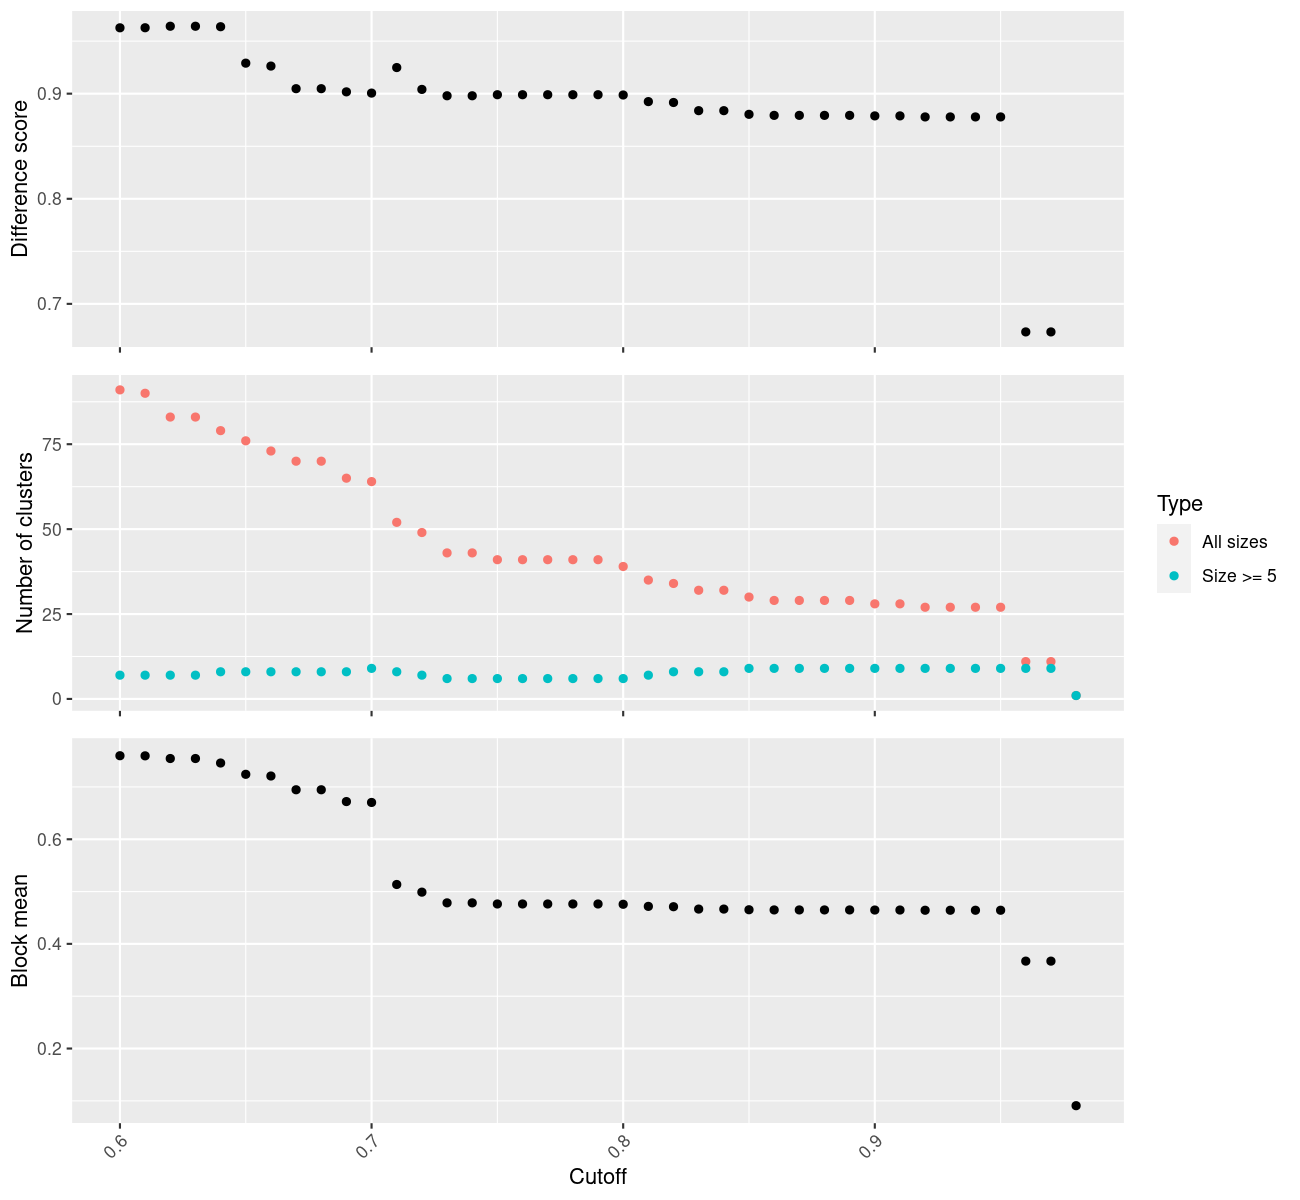 Difference score
0.9
0.8
0.7
Number of clusters
75
50
25
0
Type
All sizes
Size >= 5
Block mean
0.6
0.4
0.2
0.6
0.7
0.8
0.9
Cutoff